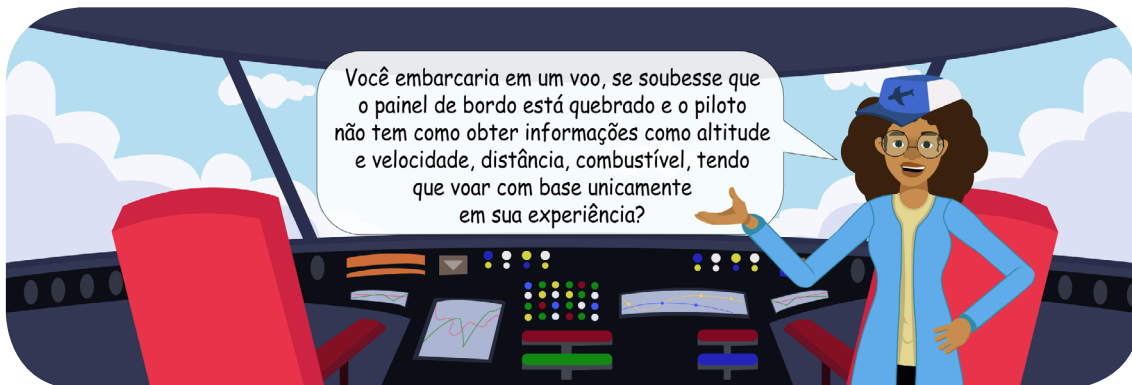 Você embarcaria em um voo, se soubesse que
o painel de bordo está quebrado e o piloto
não tem como obter informações como altitude
e velocidade, distância, combustível, tendo
que voar com base unicamente
em sua experiência?